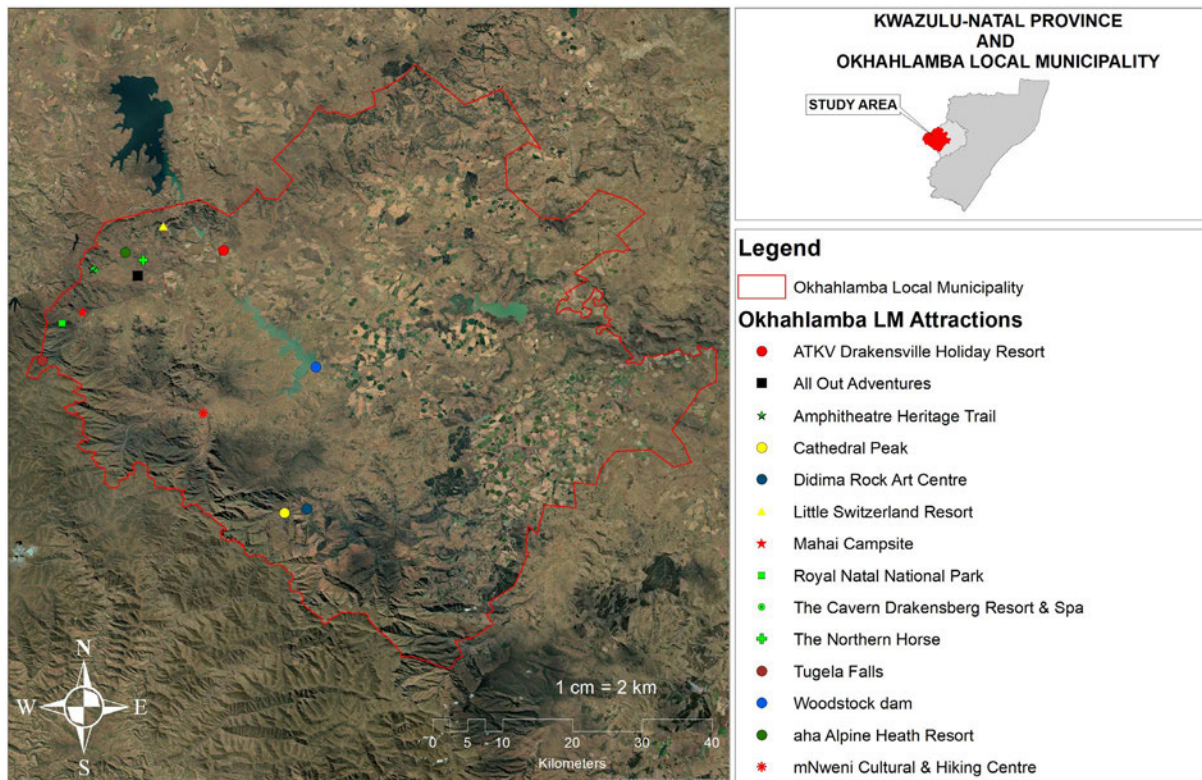 KWAZULU-NATAL PROVINCE
AND
OKHAHLAMBA LOCAL MUNICIPALITY
STUDY AREA
Legend
Okhahlamba Local Municipality
Okhahlamba LM Attractions
ATKV Drakensville Holiday Resort
All Out Adventures
Amphitheatre Heritage Trail
Cathedral Peak
Didima Rock Art Centre
Little Switzerland Resort
Mahai Campsite
Royal Natal National Park
The Cavern Drakensberg Resort & Spa
The Northern Horse
Tugela Falls
Woodstock dam
aha Alpine Heath Resort
mNweni Cultural & Hiking Centre
N
W E
S
1 cm = 2 km
0 5 10 20 30 40
Kilometers